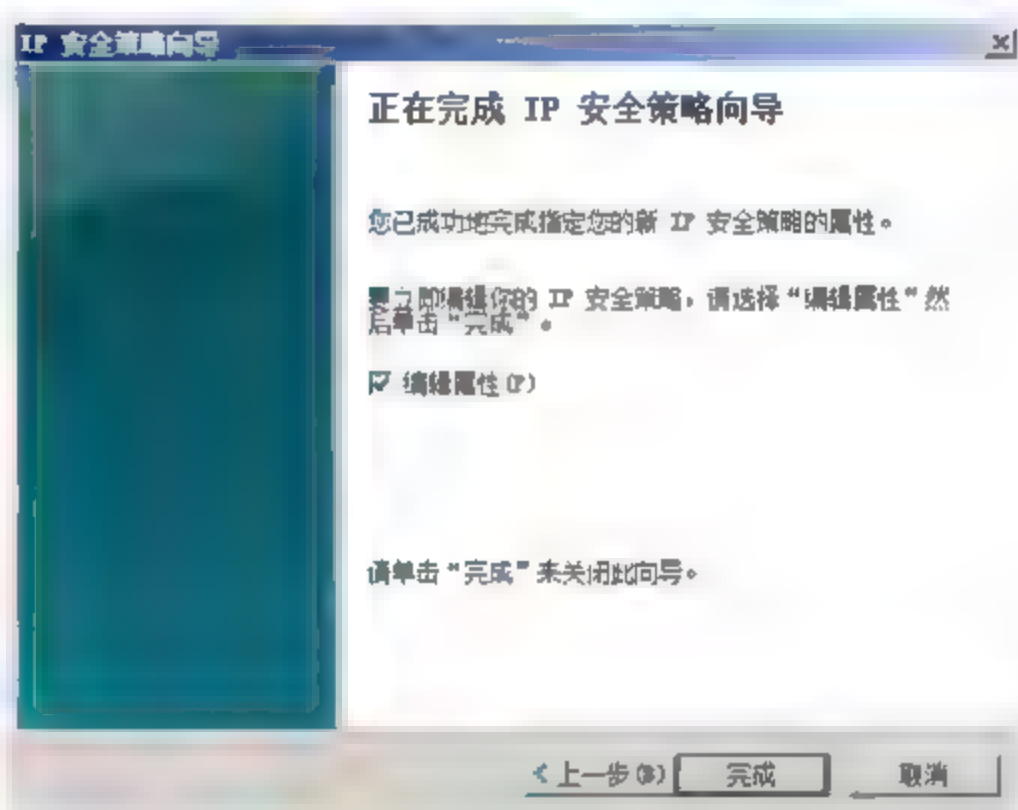 IP 安全策略向导
正在完成 IP 安全策略向导
您已成功地完成指定您的新 IP 安全策略的属性。
要立即编辑你的 IP 安全策略，请选择“编辑属性”然
后单击“完成”。
编辑属性(P)
请单击“完成”来关闭此向导。
< 上一步(B) 完成 取消